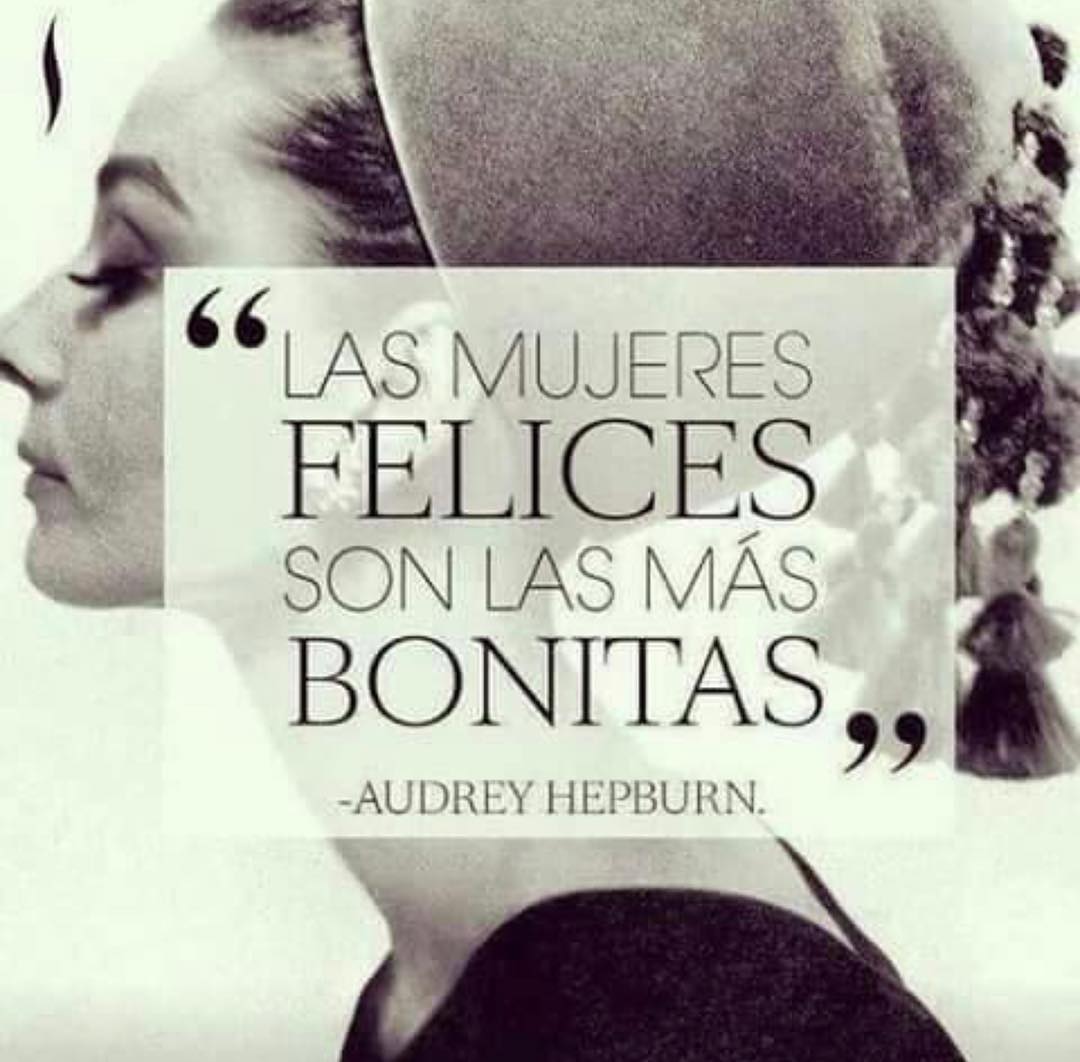 “LAS MUJERES
FELICES
SON LAS MÁS
BONITAS”
-AUDREY HEPBURN.